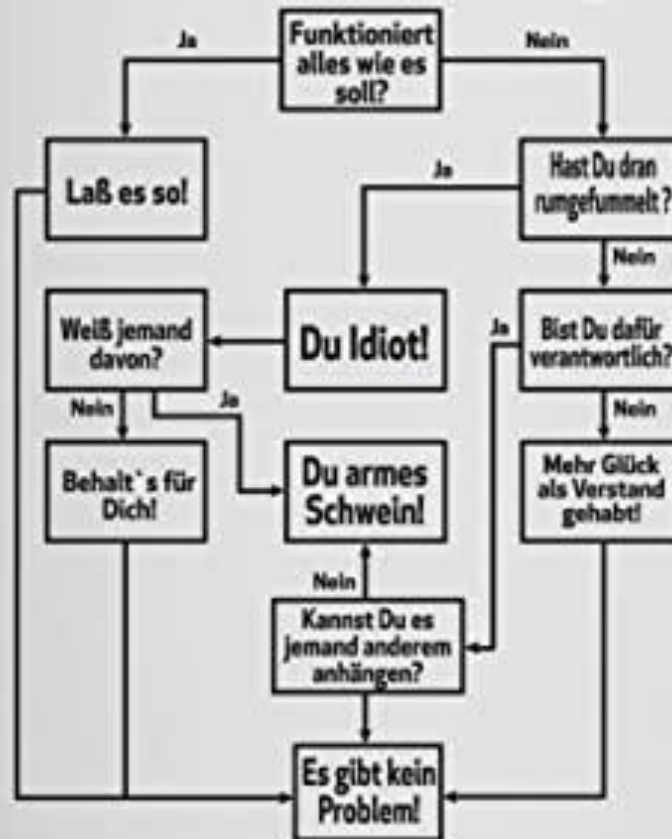 Funktioniert
alles wie es
soll?
Ja
Nein
Laß es so!
Hast Du dran
rumgefummelt?
Ja
Nein
Weiß jemand
davon?
Du Idiot!
Ja
Bist Du dafür
verantwortlich?
Nein
Ja
Nein
Behalt`s für
Dich!
Du armes
Schwein!
Mehr Glück
als Verstand
gehabt!
Nein
Kannst Du es
jemand anderem
anhängen?
Es gibt kein
Problem!